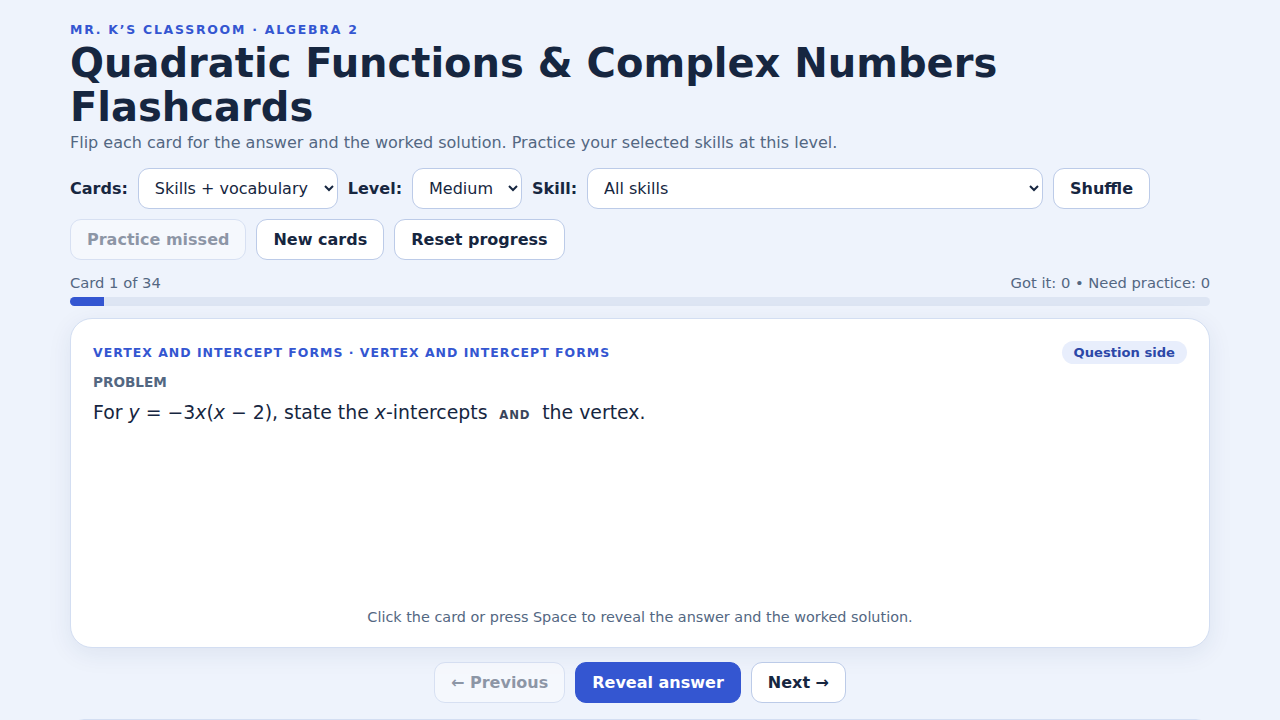 MR. K’S CLASSROOM · ALGEBRA 2
Quadratic Functions & Complex Numbers
Flashcards
Flip each card for the answer and the worked solution. Practice your selected skills at this level.
Cards: Skills + vocabulary Level: Medium Skill: All skills Shuffle
Practice missed New cards Reset progress
Card 1 of 34 Got it: 0 • Need practice: 0
VERTEX AND INTERCEPT FORMS · VERTEX AND INTERCEPT FORMS Question side
PROBLEM
For y = −3x(x − 2), state the x-intercepts AND the vertex.
Click the card or press Space to reveal the answer and the worked solution.
← Previous Reveal answer Next →